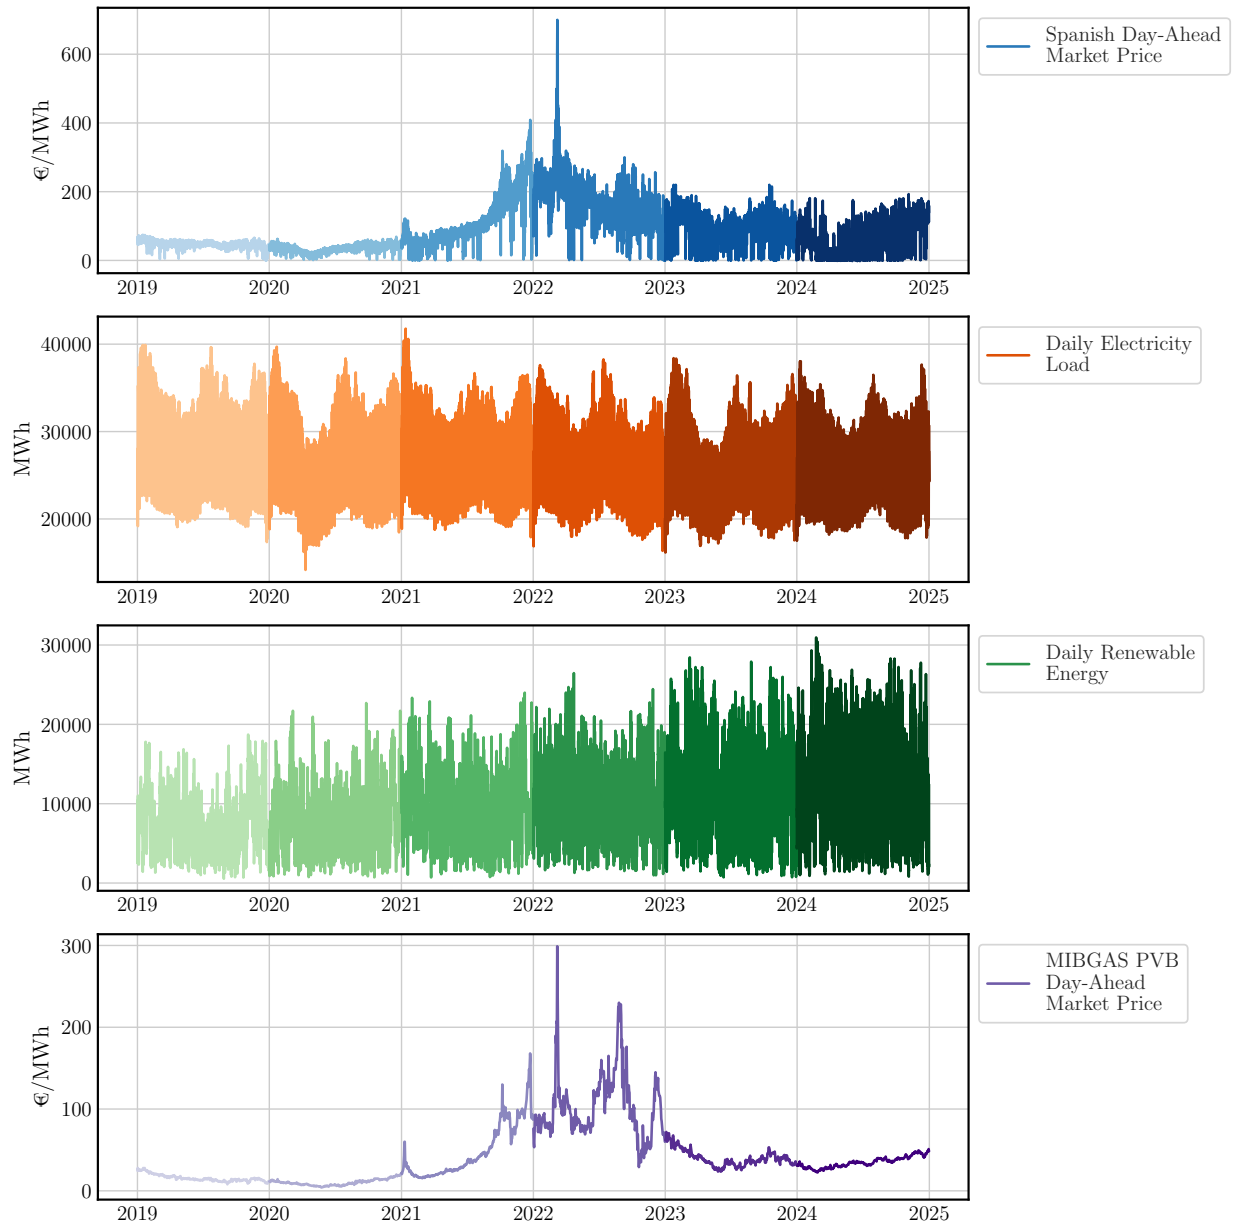 600
400
200
0
€/MWh
2019 2020 2021 2022 2023 2024 2025
Spanish Day-Ahead
Market Price
40000
30000
20000
MWh
2019 2020 2021 2022 2023 2024 2025
Daily Electricity
Load
30000
20000
10000
0
MWh
2019 2020 2021 2022 2023 2024 2025
Daily Renewable
Energy
300
200
100
0
€/MWh
2019 2020 2021 2022 2023 2024 2025
MIBGAS PVB
Day-Ahead
Market Price